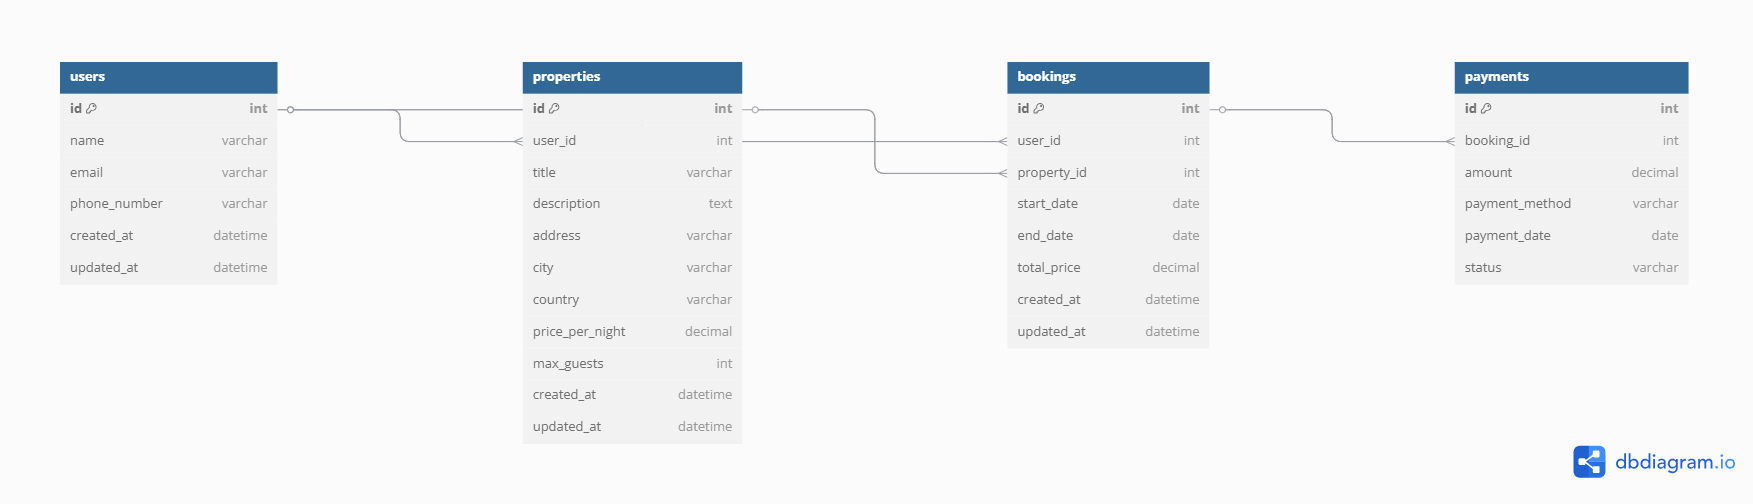 users
id int
name varchar
email varchar
phone_number varchar
created_at datetime
updated_at datetime
properties
id int
user_id int
title varchar
description text
address varchar
city varchar
country varchar
price_per_night decimal
max_guests int
created_at datetime
updated_at datetime
bookings
id int
user_id int
property_id int
start_date date
end_date date
total_price decimal
created_at datetime
updated_at datetime
payments
id int
booking_id int
amount decimal
payment_method varchar
payment_date date
status varchar
dbdiagram.io